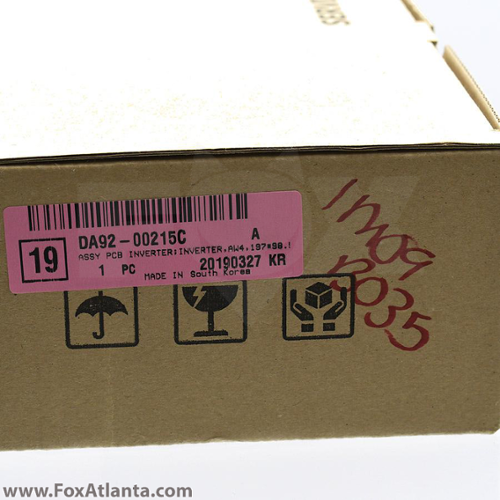 19
DA92-00215C A
ASSY PCB INVERTER;INVERTER,AW4,197*98.1
1 PC 20190327 KR
MADE IN South Korea
www.FoxAtlanta.com